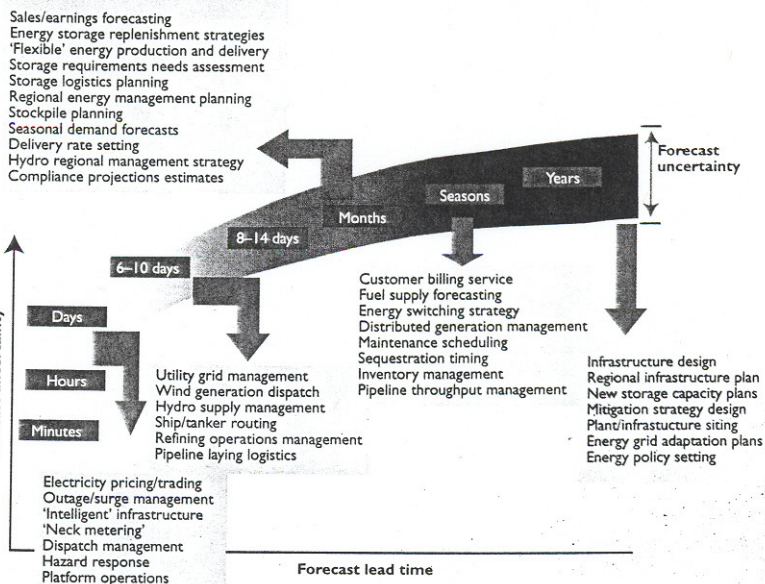 Sales/earnings forecasting
Energy storage replenishment strategies
'Flexible' energy production and delivery
Storage requirements needs assessment
Storage logistics planning
Regional energy management planning
Stockpile planning
Seasonal demand forecasts
Delivery rate setting
Hydro regional management strategy
Compliance projections estimates
Forecast
uncertainty
Years
Seasons
Months
8–14 days
6–10 days
Days
Hours
Minutes
Customer billing service
Fuel supply forecasting
Energy switching strategy
Distributed generation management
Maintenance scheduling
Sequestration timing
Inventory management
Pipeline throughput management
Infrastructure design
Regional infrastructure plan
New storage capacity plans
Mitigation strategy design
Plant/infrastucture siting
Energy grid adaptation plans
Energy policy setting
Utility grid management
Wind generation dispatch
Hydro supply management
Ship/tanker routing
Refining operations management
Pipeline laying logistics
Electricity pricing/trading
Outage/surge management
'Intelligent' infrastructure
'Neck metering'
Dispatch management
Hazard response
Platform operations
Forecast lead time